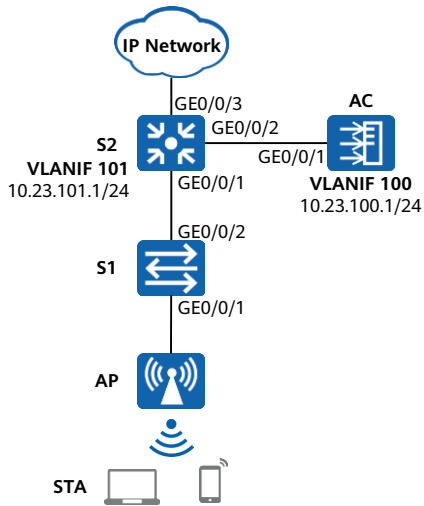 IP Network
GE0/0/3
AC
S2
GE0/0/2
GE0/0/1
VLANIF 101
10.23.101.1/24
GE0/0/1
VLANIF 100
10.23.100.1/24
GE0/0/2
S1
GE0/0/1
AP
STA